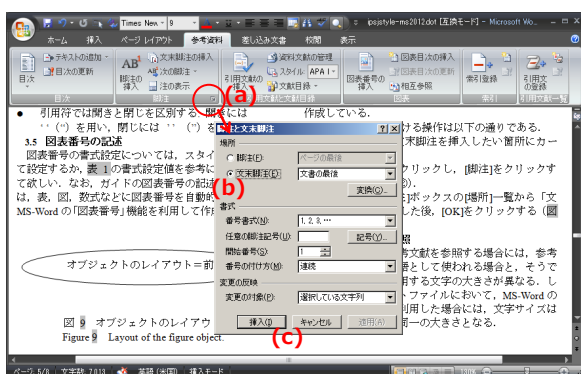 Times New - 9
ipsjstyle-ms2012dot [互換モード] - Microsoft Wo...
ホーム 挿入 ページ レイアウト 参考資料 差し込み文書 校閲 表示
テキストの追加
目次の更新
目次
目次
AB
脚注の挿入
文末脚注の挿入
次の脚注
注の表示
脚注
引用文献の挿入
資料文献の管理
スタイル: APA
文献目録
引用文献と文献目録
図表番号の挿入
図表目次の挿入
図表目次の更新
相互参照
図表
索引登録
索引
引用文の登録
引用文献一覧
(a)
● 引用符では開きと閉じを区別する．開きには
`` (") を用い，閉じには '' (") を
3.5 図表番号の記述
図表番号の書式設定については，スタイ
て設定するか，表 1 の書式設定値を参考に
て欲しい．なお，ガイドの図表番号の記述
は，表，図，数式などに図表番号を自動的
MS-Word の「図表番号」機能を利用して作
オブジェクトのレイアウト＝前
図 9 オブジェクトのレイアウ
Figure 9 Layout of the figure object.
作成している．
ける操作は以下の通りである．
末脚注を挿入したい箇所にカー
クリックし，[脚注]をクリックす
注]ボックスの[場所]一覧から「文
した後，[OK]をクリックする（図
照
考文献を参照する場合には，参考
語として使われる場合と，そうで
用する文字の大きさが異なる．し
トファイルにおいて，MS-Word の
利用した場合には，文字サイズは
同一の大きさとなる．
脚注と文末脚注
場所
脚注(F): ページの最後
(b)
文末脚注(E): 文書の最後
変換(C)...
書式
番号書式(N): 1, 2, 3, …
任意の脚注記号(U): 記号(Y)...
開始番号(S): 1
番号の付け方(M): 連続
変更の反映
変更の対象(P): 選択している文字列
挿入(I) キャンセル 適用(A)
(c)
ページ: 5/6 文字数: 7,013 英語 (米国) 挿入モード 130%